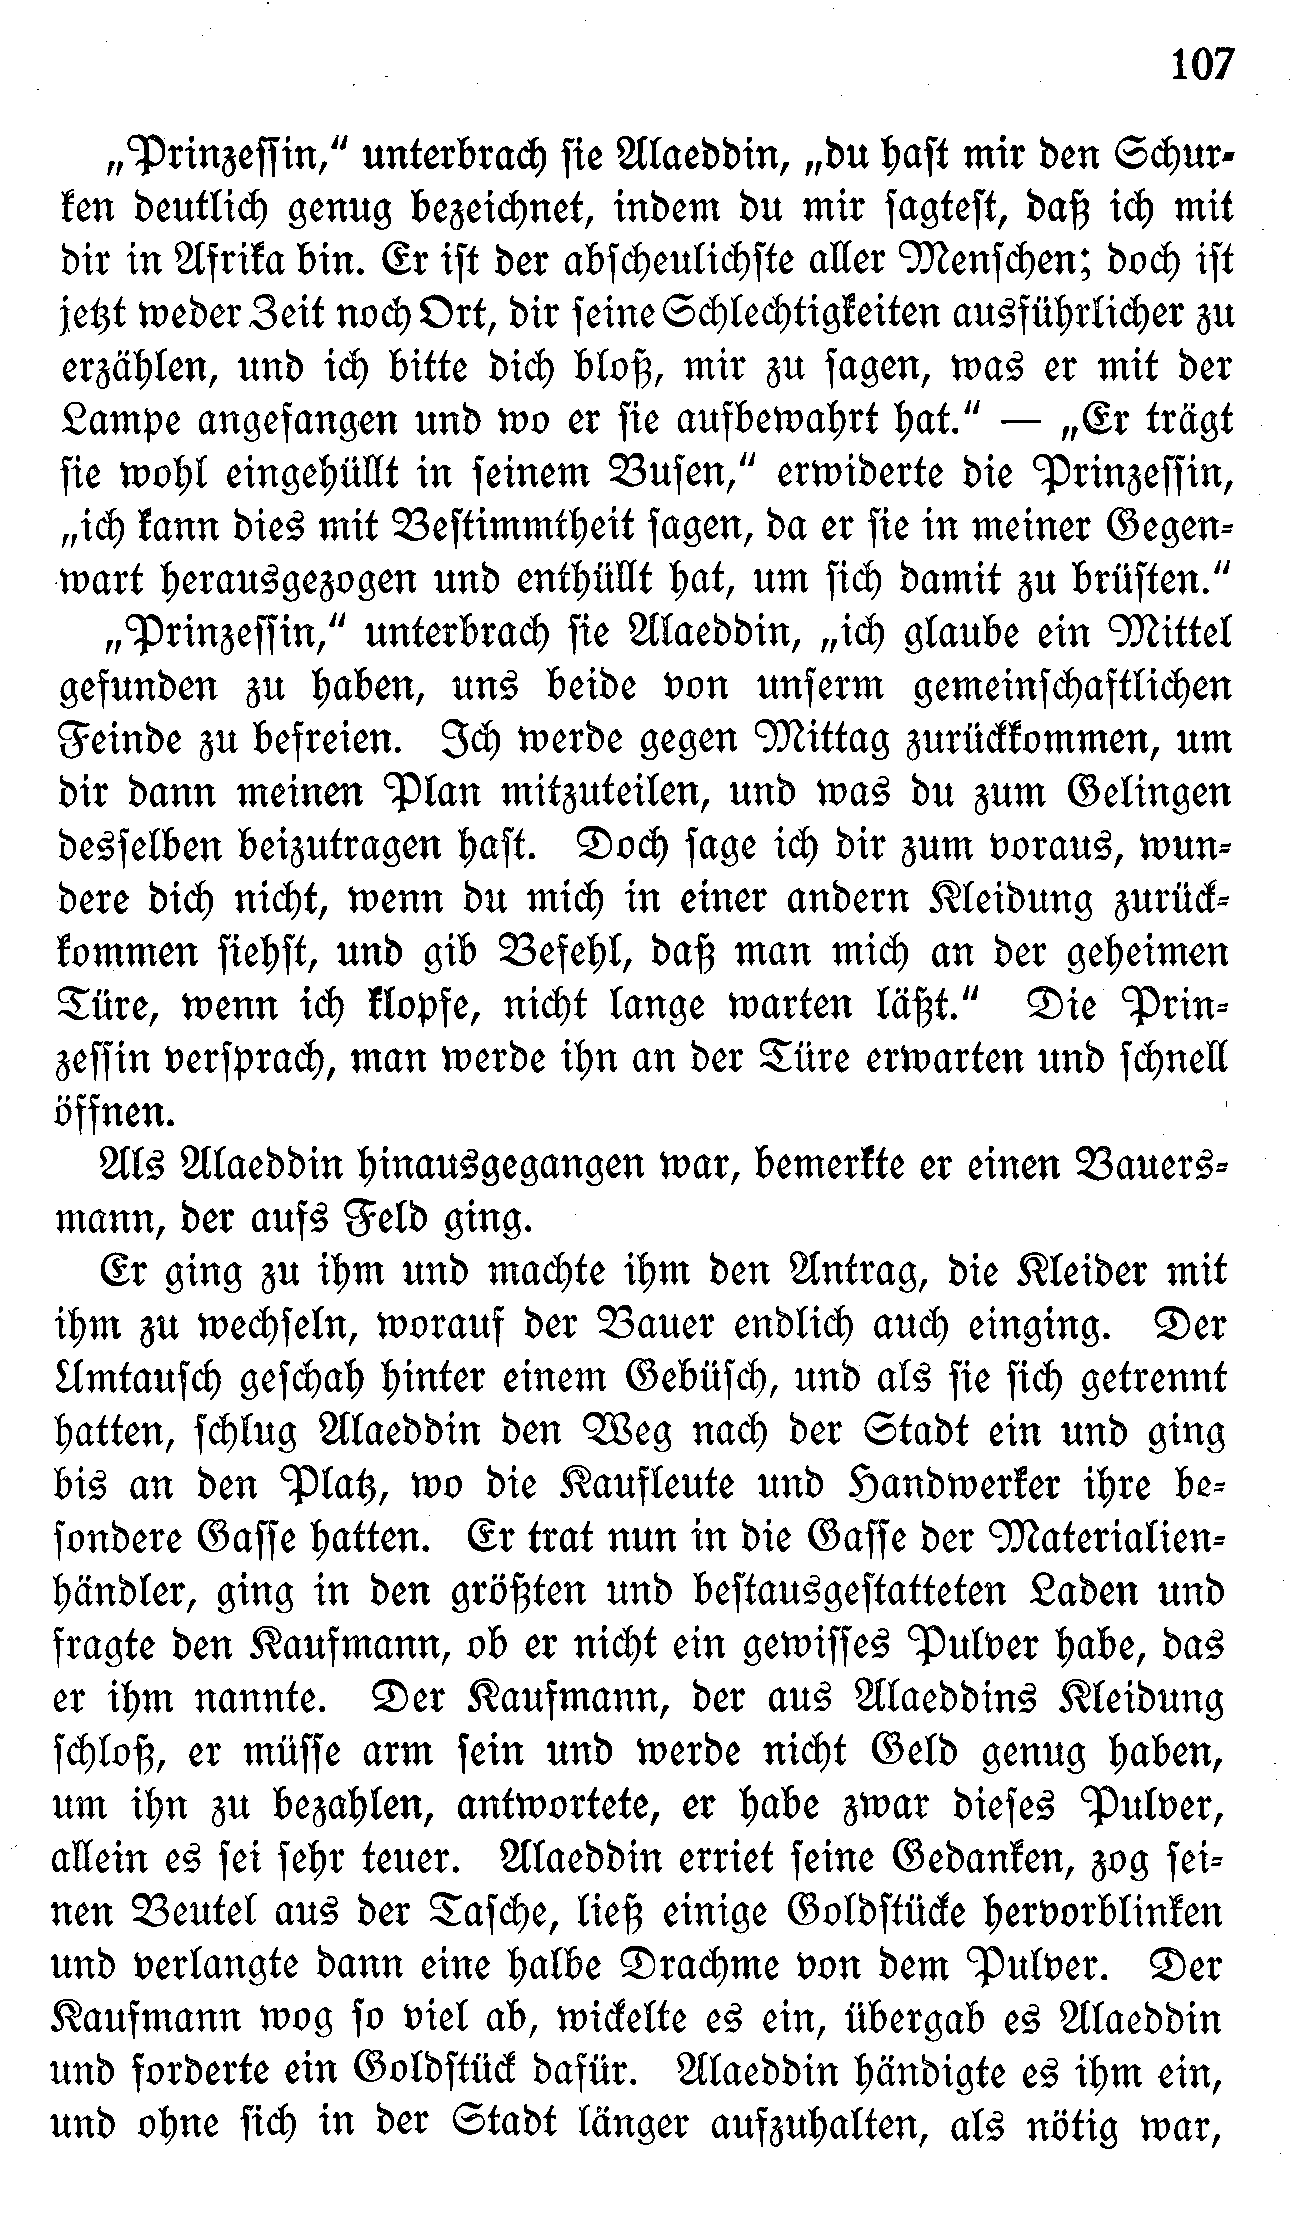 107
„Prinzessin,“ unterbrach sie Alaeddin, „du hast mir den Schur-
ken deutlich genug bezeichnet, indem du mir sagtest, daß ich mit
dir in Afrika bin. Er ist der abscheulichste aller Menschen; doch ist
jetzt weder Zeit noch Ort, dir seine Schlechtigkeiten ausführlicher zu
erzählen, und ich bitte dich bloß, mir zu sagen, was er mit der
Lampe angefangen und wo er sie aufbewahrt hat.“ — „Er trägt
sie wohl eingehüllt in seinem Busen,“ erwiderte die Prinzessin,
„ich kann dies mit Bestimmtheit sagen, da er sie in meiner Gegen-
wart herausgezogen und enthüllt hat, um sich damit zu brüsten.“
„Prinzessin,“ unterbrach sie Alaeddin, „ich glaube ein Mittel
gefunden zu haben, uns beide von unserm gemeinschaftlichen
Feinde zu befreien. Ich werde gegen Mittag zurückkommen, um
dir dann meinen Plan mitzuteilen, und was du zum Gelingen
desselben beizutragen hast. Doch sage ich dir zum voraus, wun-
dere dich nicht, wenn du mich in einer andern Kleidung zurück-
kommen siehst, und gib Befehl, daß man mich an der geheimen
Türe, wenn ich klopfe, nicht lange warten läßt.“ Die Prin-
zessin versprach, man werde ihn an der Türe erwarten und schnell
öffnen.
Als Alaeddin hinausgegangen war, bemerkte er einen Bauers-
mann, der aufs Feld ging.
Er ging zu ihm und machte ihm den Antrag, die Kleider mit
ihm zu wechseln, worauf der Bauer endlich auch einging. Der
Umtausch geschah hinter einem Gebüsch, und als sie sich getrennt
hatten, schlug Alaeddin den Weg nach der Stadt ein und ging
bis an den Platz, wo die Kaufleute und Handwerker ihre be-
sondere Gasse hatten. Er trat nun in die Gasse der Materialien-
händler, ging in den größten und bestausgestatteten Laden und
fragte den Kaufmann, ob er nicht ein gewisses Pulver habe, das
er ihm nannte. Der Kaufmann, der aus Alaeddins Kleidung
schloß, er müsse arm sein und werde nicht Geld genug haben,
um ihn zu bezahlen, antwortete, er habe zwar dieses Pulver,
allein es sei sehr teuer. Alaeddin erriet seine Gedanken, zog sei-
nen Beutel aus der Tasche, ließ einige Goldstücke hervorblinken
und verlangte dann eine halbe Drachme von dem Pulver. Der
Kaufmann wog so viel ab, wickelte es ein, übergab es Alaeddin
und forderte ein Goldstück dafür. Alaeddin händigte es ihm ein,
und ohne sich in der Stadt länger aufzuhalten, als nötig war,